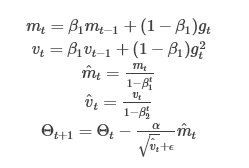 m_t = β_1 m_{t−1} + (1 − β_1) g_t
v_t = β_1 v_{t−1} + (1 − β_1) g_t^2
m̂_t = m_t / (1−β_1^t)
v̂_t = v_t / (1−β_2^t)
Θ_{t+1} = Θ_t − α / (√v̂_t + ϵ) m̂_t